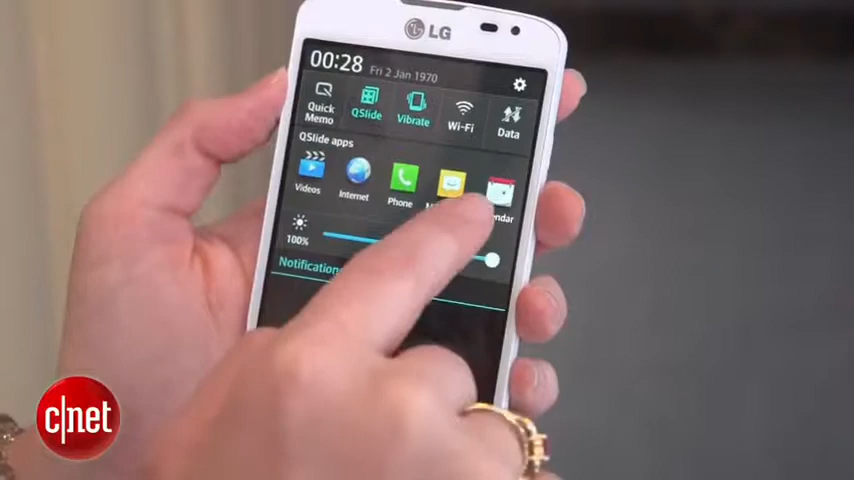 LG
00:28 Fri 2 Jan 1970
Quick Memo
QSlide
Vibrate
Wi-Fi
Data
QSlide apps
Videos
Internet
Phone
100%
Notifications
c|net